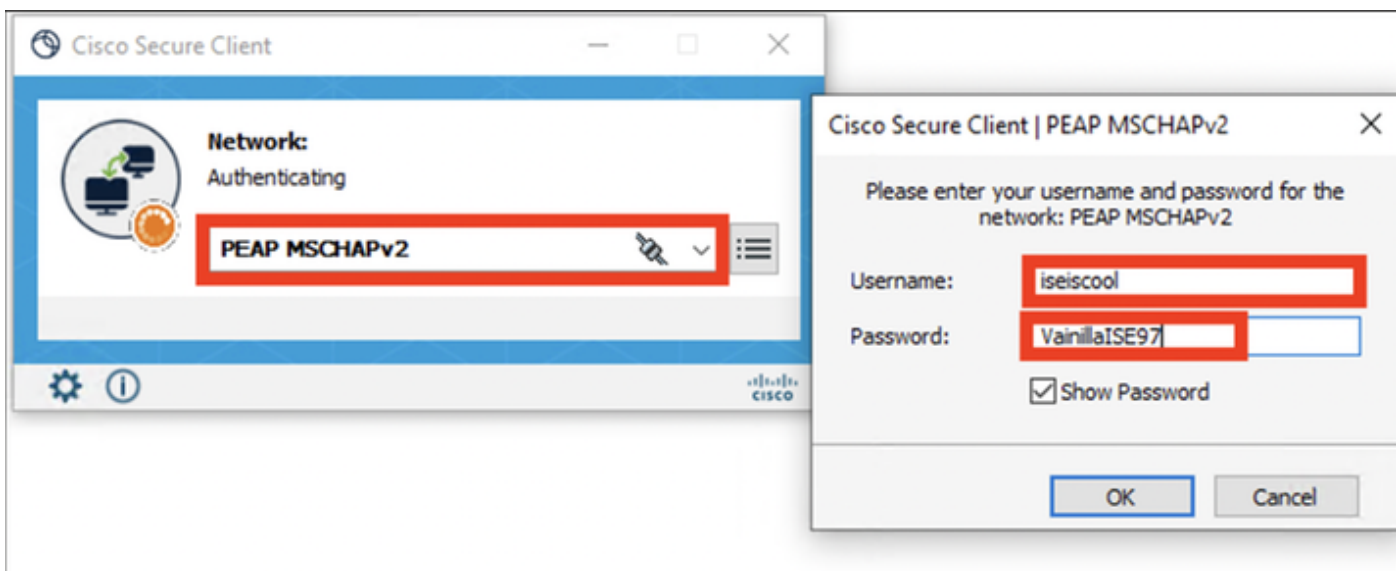 Cisco Secure Client
Network:
Authenticating
PEAP MSCHAPv2
cisco
Cisco Secure Client | PEAP MSCHAPv2
Please enter your username and password for the
network: PEAP MSCHAPv2
Username: iseiscool
Password: VainillaISE97
Show Password
OK Cancel